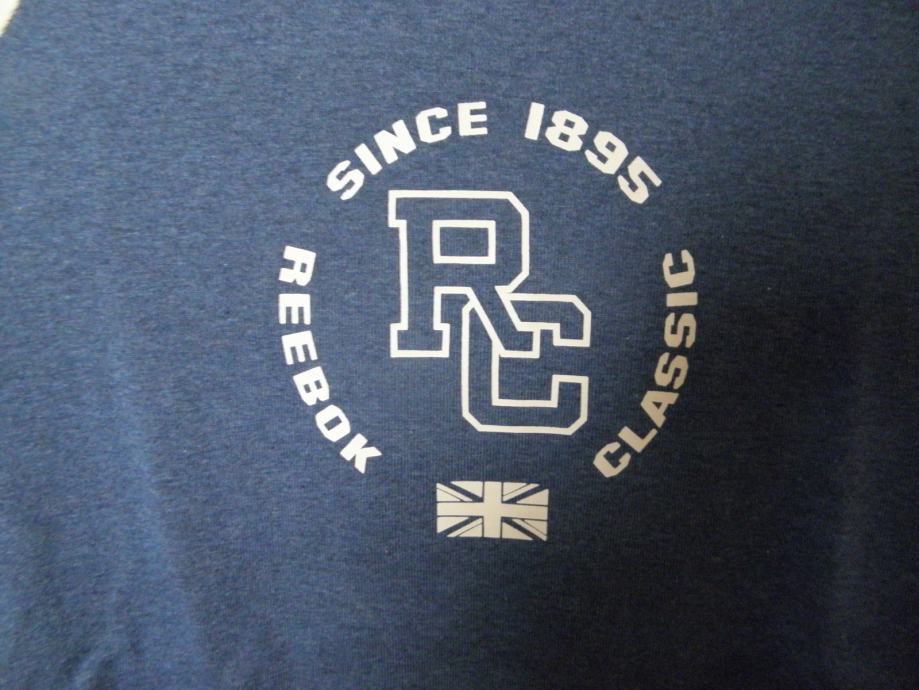 SINCE 1895
RC
REEBOK
CLASSIC